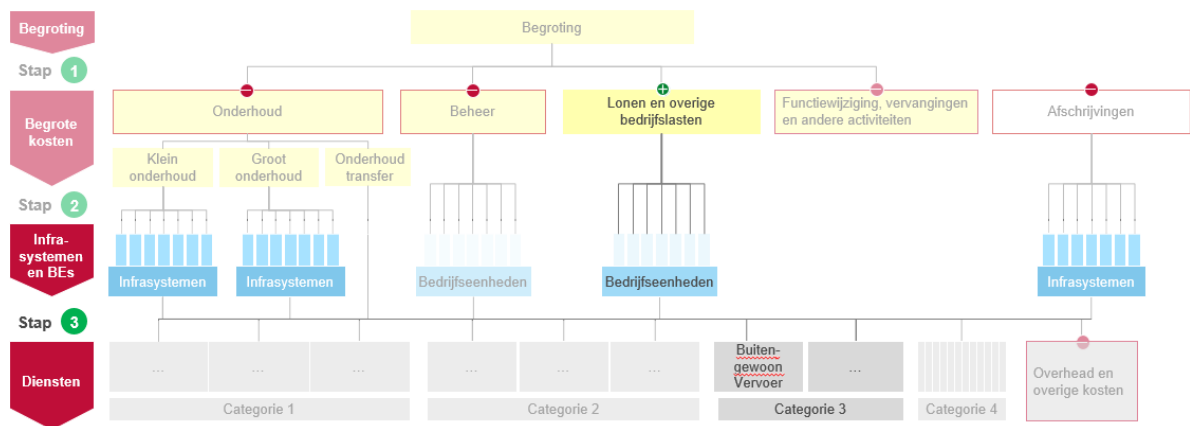 Begroting
Begroting
Stap 1
Begrote
kosten
Onderhoud
Beheer
Lonen en overige
bedrijfslasten
Functiewijziging, vervangingen
en andere activiteiten
Afschrijvingen
Klein
onderhoud
Groot
onderhoud
Onderhoud
transfer
Stap 2
Infra-
systemen
en BEs
Infrasystemen
Infrasystemen
Bedrijfseenheden
Bedrijfseenheden
Infrasystemen
Stap 3
Diensten
...
...
...
...
...
...
Buiten-
gewoon
Vervoer
...
Overhead en
overige kosten
Categorie 1
Categorie 2
Categorie 3
Categorie 4